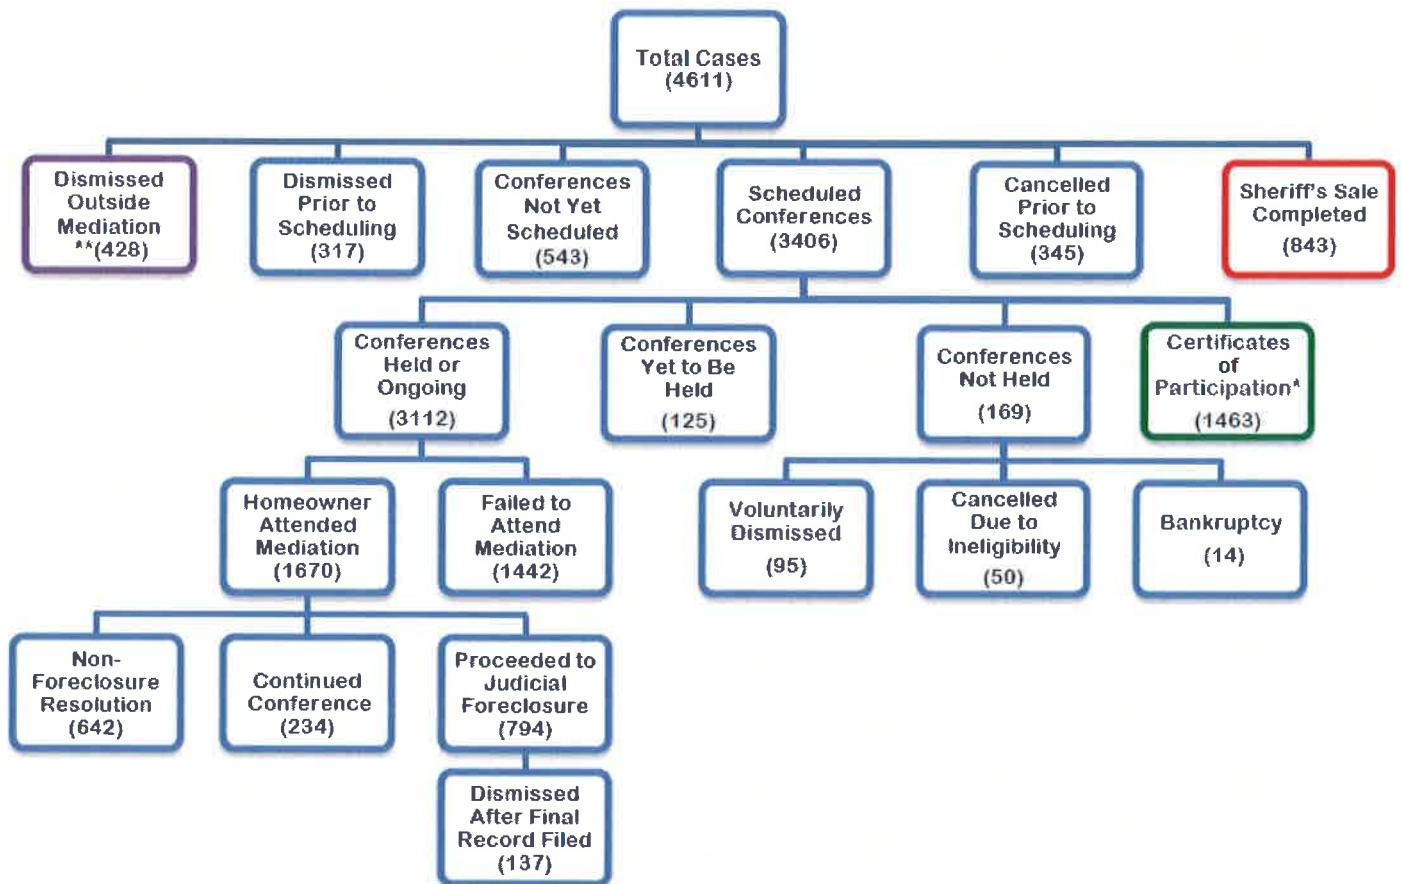 Total Cases
(4611)
Dismissed
Outside
Mediation
**(428)
Dismissed
Prior to
Scheduling
(317)
Conferences
Not Yet
Scheduled
(543)
Scheduled
Conferences
(3406)
Cancelled
Prior to
Scheduling
(345)
Sheriff's Sale
Completed
(843)
Conferences
Held or
Ongoing
(3112)
Conferences
Yet to Be
Held
(125)
Conferences
Not Held
(169)
Certificates
of
Participation*
(1463)
Homeowner
Attended
Mediation
(1670)
Failed to
Attend
Mediation
(1442)
Voluntarily
Dismissed
(95)
Cancelled
Due to
Ineligibility
(50)
Bankruptcy
(14)
Non-
Foreclosure
Resolution
(642)
Continued
Conference
(234)
Proceeded to
Judicial
Foreclosure
(794)
Dismissed
After Final
Record Filed
(137)